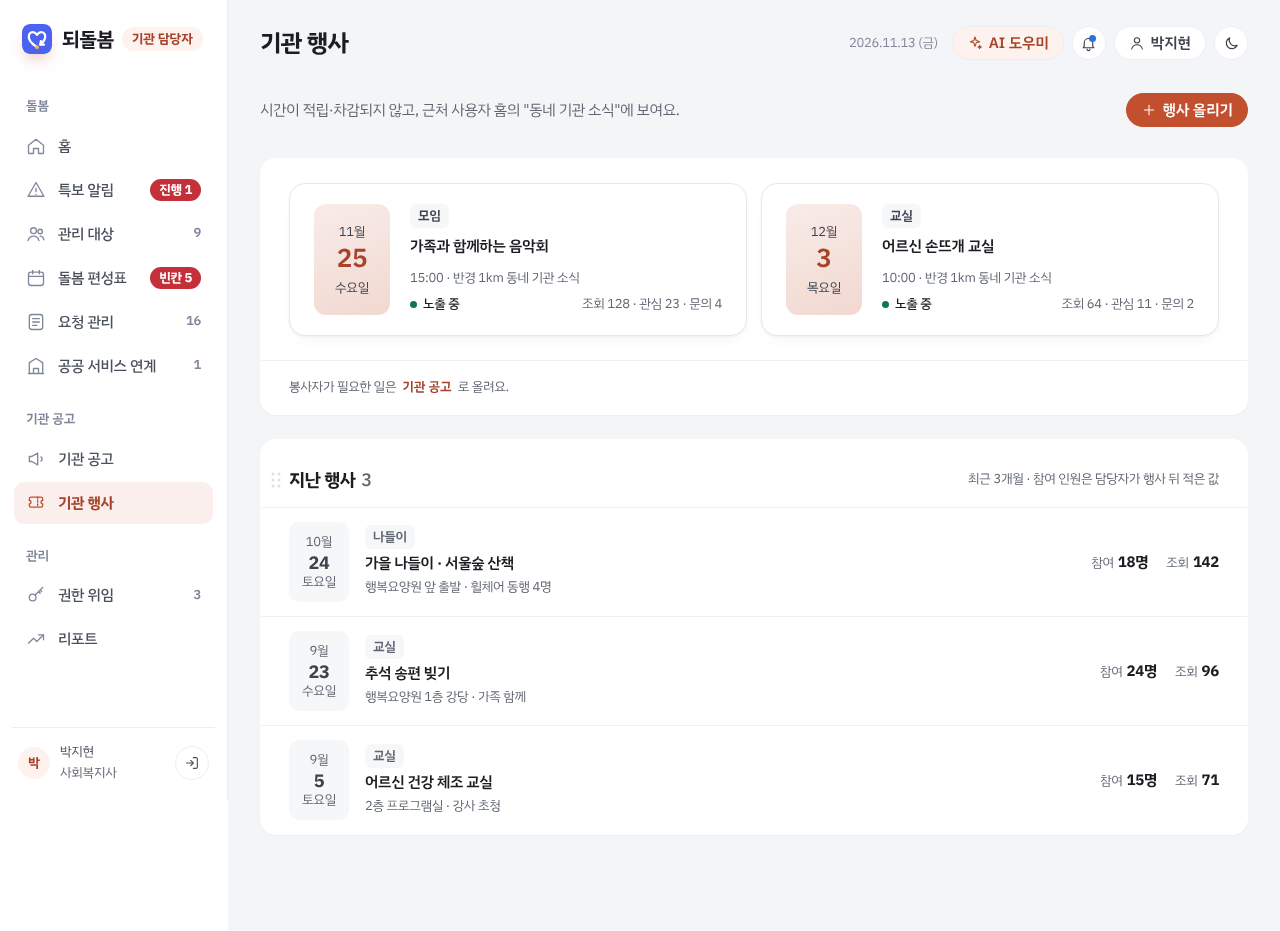 되돌봄 기관 담당자
돌봄
홈
특보 알림 진행 1
관리 대상 9
돌봄 편성표 빈칸 5
요청 관리 16
공공 서비스 연계 1
기관 공고
기관 공고
기관 행사
관리
권한 위임 3
리포트
박 박지현
사회복지사
기관 행사
2026.11.13 (금) AI 도우미 박지현
시간이 적립·차감되지 않고, 근처 사용자 홈의 "동네 기관 소식"에 보여요.
+ 행사 올리기
11월
25
수요일
모임
가족과 함께하는 음악회
15:00 · 반경 1km 동네 기관 소식
노출 중 조회 128 · 관심 23 · 문의 4
12월
3
목요일
교실
어르신 손뜨개 교실
10:00 · 반경 1km 동네 기관 소식
노출 중 조회 64 · 관심 11 · 문의 2
봉사자가 필요한 일은 기관 공고 로 올려요.
지난 행사 3
최근 3개월 · 참여 인원은 담당자가 행사 뒤 적은 값
10월
24
토요일
나들이
가을 나들이 · 서울숲 산책
행복요양원 앞 출발 · 휠체어 동행 4명
참여 18명 조회 142
9월
23
수요일
교실
추석 송편 빚기
행복요양원 1층 강당 · 가족 함께
참여 24명 조회 96
9월
5
토요일
교실
어르신 건강 체조 교실
2층 프로그램실 · 강사 초청
참여 15명 조회 71